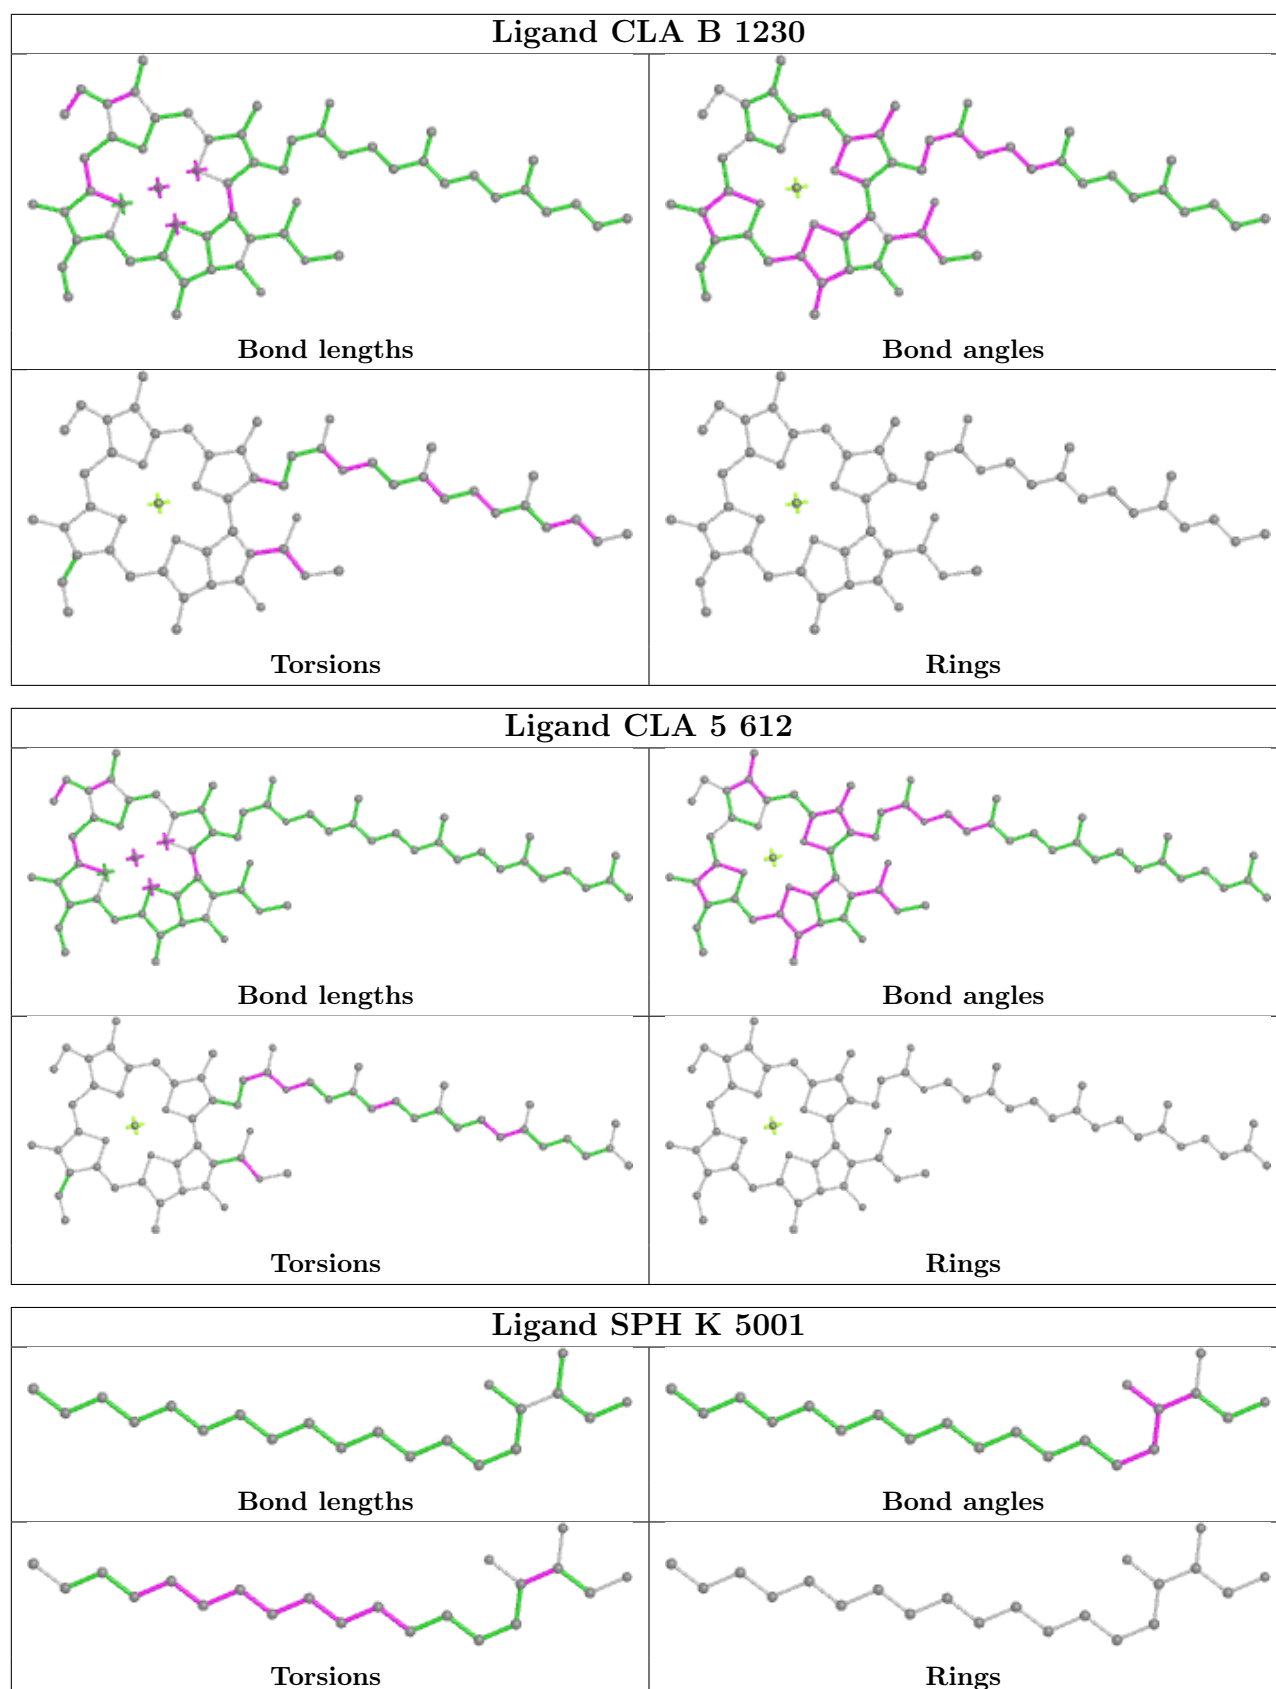 Ligand CLA B 1230
Bond lengths
Bond angles
Torsions
Rings
Ligand CLA 5 612
Bond lengths
Bond angles
Torsions
Rings
Ligand SPH K 5001
Bond lengths
Bond angles
Torsions
Rings